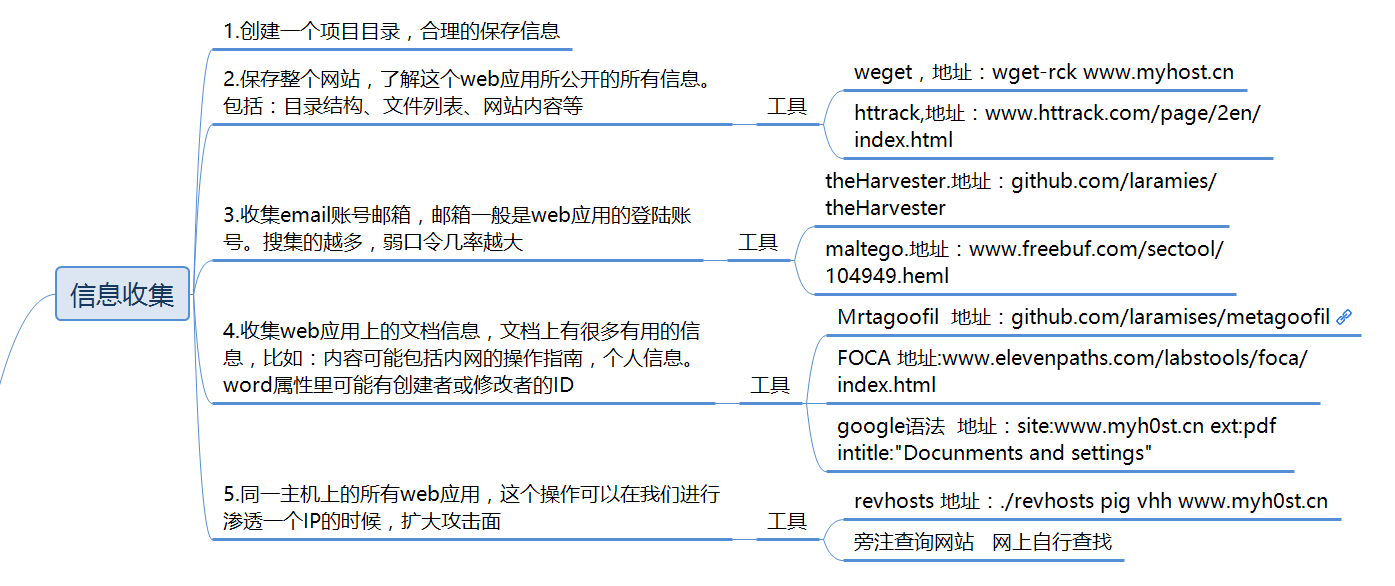 信息收集
1.创建一个项目目录，合理的保存信息
2.保存整个网站，了解这个web应用所公开的所有信息。
包括：目录结构、文件列表、网站内容等
工具
weget，地址：wget-rck www.myhost.cn
httrack,地址：www.httrack.com/page/2en/
index.html
3.收集email账号邮箱，邮箱一般是web应用的登陆账
号。搜集的越多，弱口令几率越大
工具
theHarvester.地址：github.com/laramies/
theHarvester
maltego.地址：www.freebuf.com/sectool/
104949.heml
4.收集web应用上的文档信息，文档上有很多有用的信
息，比如：内容可能包括内网的操作指南，个人信息。
word属性里可能有创建者或修改者的ID
工具
Mrtagoofil 地址：github.com/laramises/metagoofil
FOCA 地址:www.elevenpaths.com/labstools/foca/
index.html
google语法 地址：site:www.myh0st.cn ext:pdf
intitle:"Docunments and settings"
5.同一主机上的所有web应用，这个操作可以在我们进行
渗透一个IP的时候，扩大攻击面
工具
revhosts 地址：./revhosts pig vhh www.myh0st.cn
旁注查询网站 网上自行查找